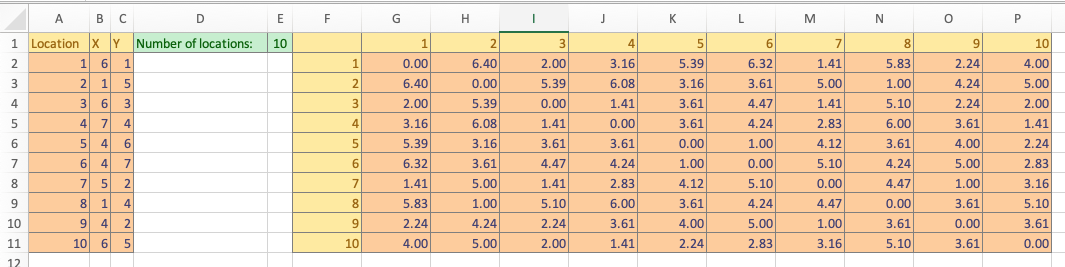 A B C D E F G H I J K L M N O P
1 Location X Y Number of locations: 10 1 2 3 4 5 6 7 8 9 10
2 1 6 1 1 0.00 6.40 2.00 3.16 5.39 6.32 1.41 5.83 2.24 4.00
3 2 1 5 2 6.40 0.00 5.39 6.08 3.16 3.61 5.00 1.00 4.24 5.00
4 3 6 3 3 2.00 5.39 0.00 1.41 3.61 4.47 1.41 5.10 2.24 2.00
5 4 7 4 4 3.16 6.08 1.41 0.00 3.61 4.24 2.83 6.00 3.61 1.41
6 5 4 6 5 5.39 3.16 3.61 3.61 0.00 1.00 4.12 3.61 4.00 2.24
7 6 4 7 6 6.32 3.61 4.47 4.24 1.00 0.00 5.10 4.24 5.00 2.83
8 7 5 2 7 1.41 5.00 1.41 2.83 4.12 5.10 0.00 4.47 1.00 3.16
9 8 1 4 8 5.83 1.00 5.10 6.00 3.61 4.24 4.47 0.00 3.61 5.10
10 9 4 2 9 2.24 4.24 2.24 3.61 4.00 5.00 1.00 3.61 0.00 3.61
11 10 6 5 10 4.00 5.00 2.00 1.41 2.24 2.83 3.16 5.10 3.61 0.00
12